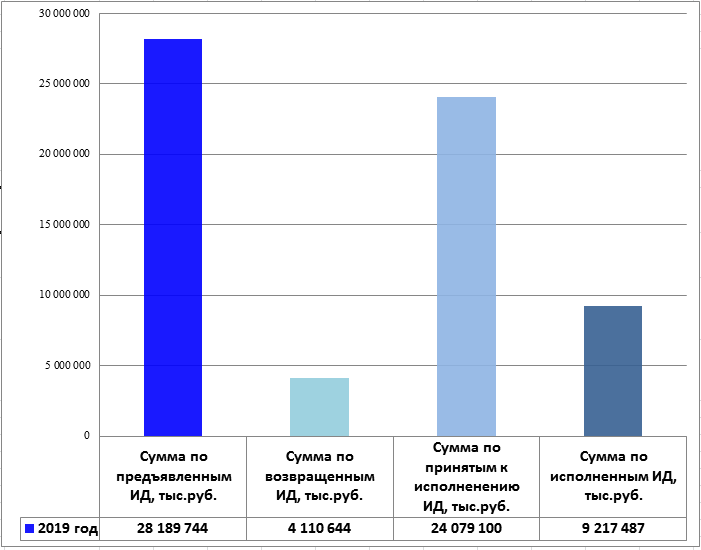 30 000 000
25 000 000
20 000 000
15 000 000
10 000 000
5 000 000
0
Сумма по
предъявленным
ИД, тыс.руб.
Сумма по
возвращенным
ИД, тыс.руб.
Сумма по
принятым к
исполненению
ИД, тыс.руб.
Сумма по
исполненным ИД,
тыс.руб.
2019 год
28 189 744
4 110 644
24 079 100
9 217 487